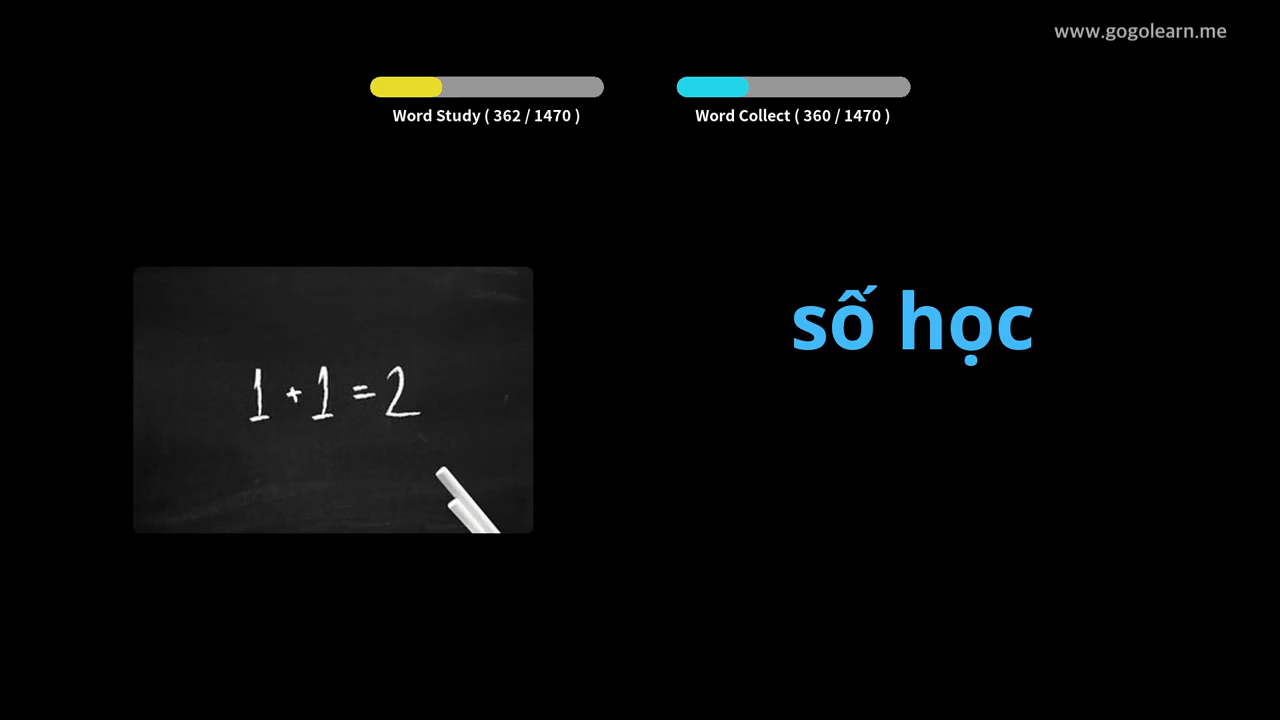 www.gogolearn.me
Word Study ( 362 / 1470 )
Word Collect ( 360 / 1470 )
số học
1 + 1 = 2